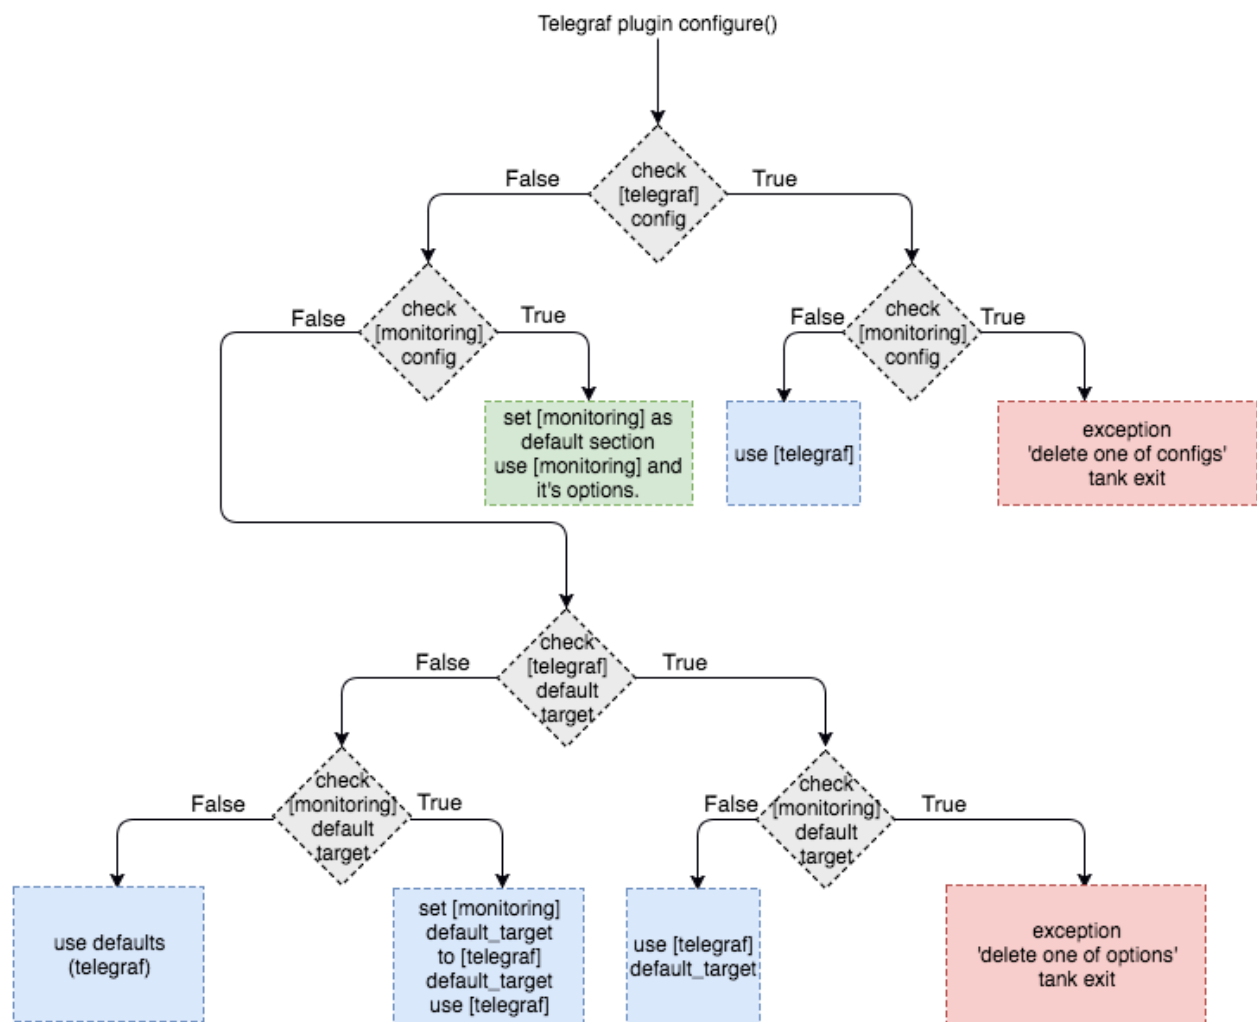 Telegraf plugin configure()
check
[telegraf]
config
False
True
check
[monitoring]
config
False
True
check
[monitoring]
config
False
True
set [monitoring] as
default section
use [monitoring] and
it's options.
use [telegraf]
exception
'delete one of configs'
tank exit
check
[telegraf]
default
target
False
True
check
[monitoring]
default
target
False
True
check
[monitoring]
default
target
False
True
use defaults
(telegraf)
set [monitoring]
default_target
to [telegraf]
default_target
use [telegraf]
use [telegraf]
default_target
exception
'delete one of options'
tank exit